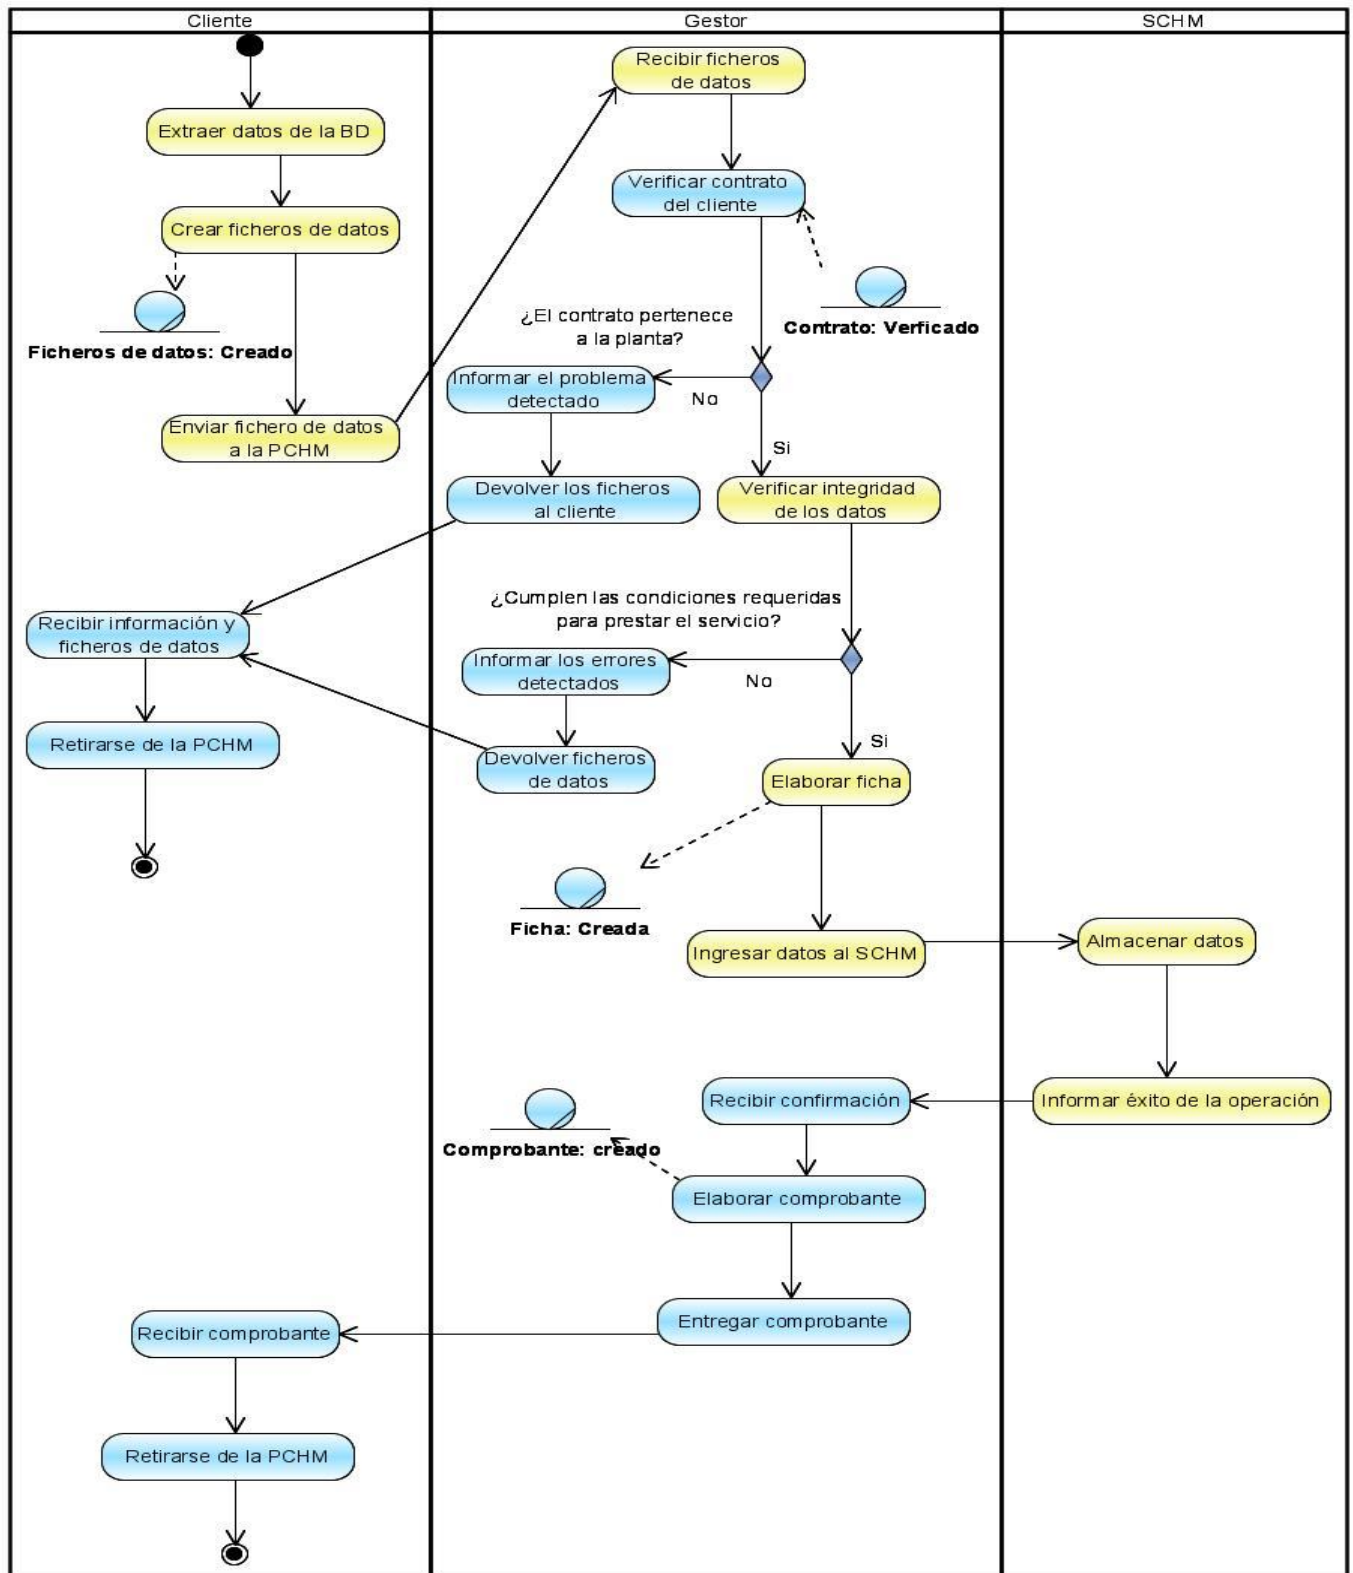 Cliente
Gestor
SCHM
Extraer datos de la BD
Crear ficheros de datos
Ficheros de datos: Creado
Enviar fichero de datos
a la PCHM
Recibir ficheros
de datos
Verificar contrato
del cliente
Contrato: Verficado
¿El contrato pertenece
a la planta?
Informar el problema
detectado
No
Si
Devolver los ficheros
al cliente
Verificar integridad
de los datos
Recibir información y
ficheros de datos
Retirarse de la PCHM
¿Cumplen las condiciones requeridas
para prestar el servicio?
Informar los errores
detectados
No
Si
Devolver ficheros
de datos
Elaborar ficha
Ficha: Creada
Ingresar datos al SCHM
Almacenar datos
Informar éxito de la operación
Recibir confirmación
Comprobante: creado
Elaborar comprobante
Entregar comprobante
Recibir comprobante
Retirarse de la PCHM